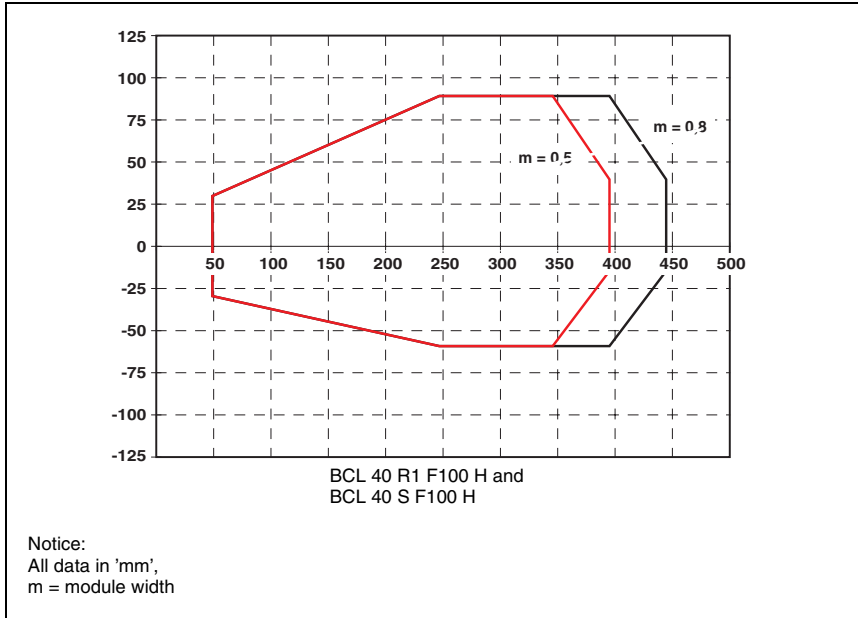 125
100
75
50
25
0
-25
-50
-75
-100
-125
50 100 150 200 250 300 350 400 450 500
m = 0,8
m = 0,5
BCL 40 R1 F100 H and
BCL 40 S F100 H
Notice:
All data in ’mm’,
m = module width